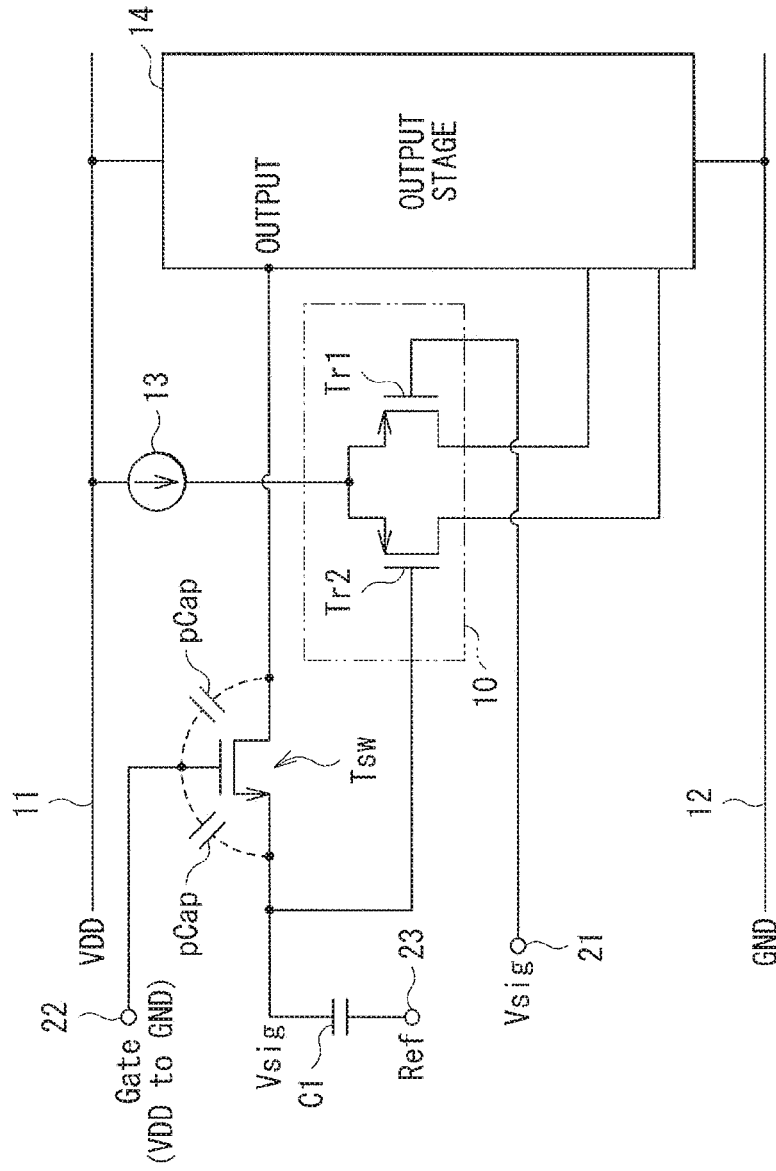 11
VDD
22
Gate
(VDD to GND)
pCap
pCap
13
14
Tsw
OUTPUT
OUTPUT
STAGE
Vsig
C1
Ref
23
Tr2
Tr1
10
Vsig
21
12
GND